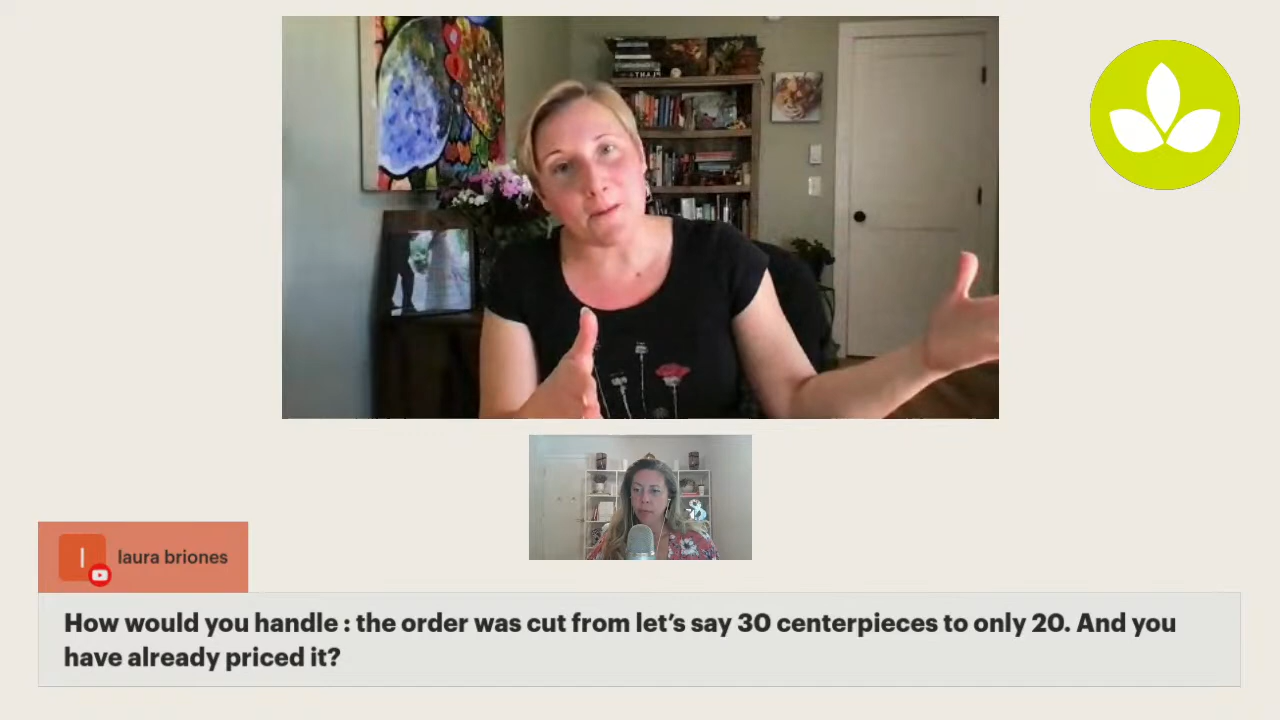 PLANT
l
laura briones
How would you handle : the order was cut from let’s say 30 centerpieces to only 20. And you
have already priced it?